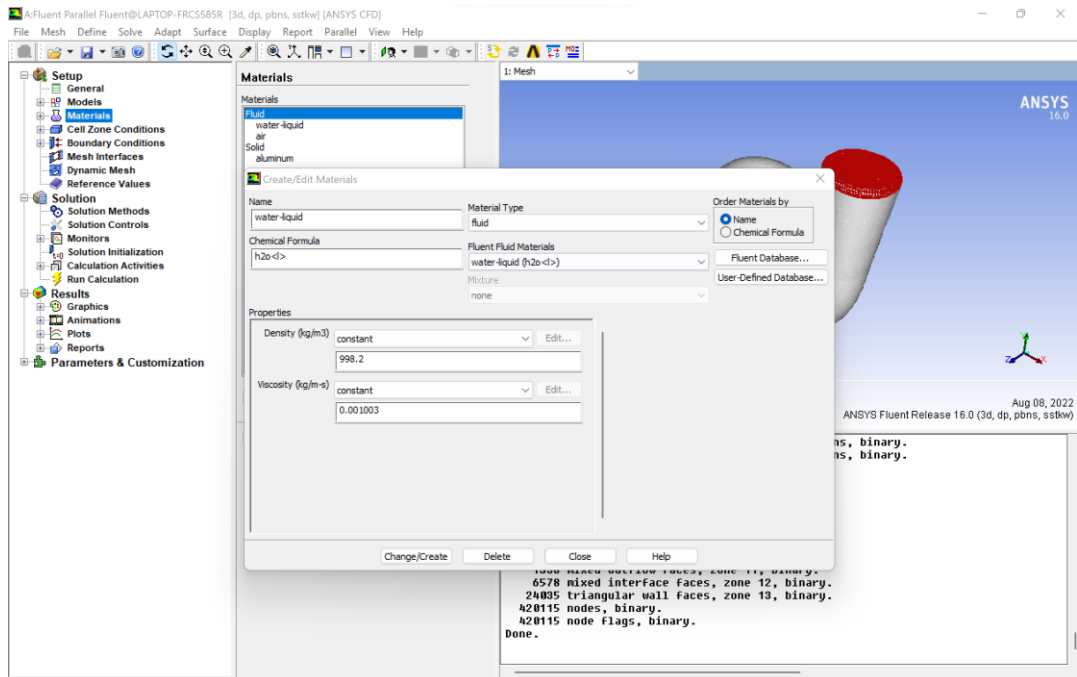 A:Fluent Parallel Fluent@LAPTOP-FRCS585R [3d, dp, pbns, sstkw] [ANSYS CFD]
File Mesh Define Solve Adapt Surface Display Report Parallel View Help
Setup
General
Models
Materials
Cell Zone Conditions
Boundary Conditions
Mesh Interfaces
Dynamic Mesh
Reference Values
Solution
Solution Methods
Solution Controls
Monitors
Solution Initialization
Calculation Activities
Run Calculation
Results
Graphics
Animations
Plots
Reports
Parameters & Customization
Materials
Materials
Fluid
water-liquid
air
Solid
aluminum
1: Mesh
ANSYS
16.0
Create/Edit Materials
Name
water-liquid
Chemical Formula
h2o<l>
Material Type
fluid
Fluent Fluid Materials
water-liquid (h2o<l>)
Mixture
none
Order Materials by
Name
Chemical Formula
Fluent Database...
User-Defined Database...
Properties
Density (kg/m3) constant Edit...
998.2
Viscosity (kg/m-s) constant Edit...
0.001003
Change/Create Delete Close Help
Aug 08, 2022
ANSYS Fluent Release 16.0 (3d, dp, pbns, sstkw)
ns, binary.
ns, binary.
6578 mixed interface faces, zone 12, binary.
24035 triangular wall faces, zone 13, binary.
420115 nodes, binary.
420115 node flags, binary.
Done.